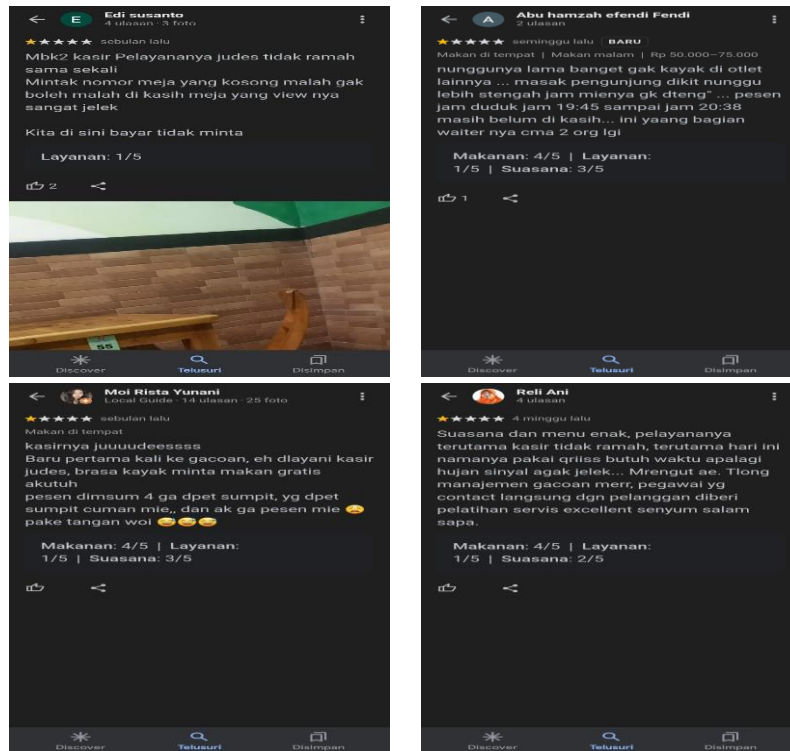 Edi susanto
4 ulasan · 3 foto
sebulan lalu
Mbk2 kasir Pelayananya judes tidak ramah
sama sekali
Mintak nomor meja yang kosong malah gak
boleh malah di kasih meja yang view nya
sangat jelek
Kita di sini bayar tidak minta
Layanan: 1/5
2
55
Discover
Telusuri
Disimpan
Abu hamzah efendi Fendi
2 ulasan
seminggu lalu BARU
Makan di tempat | Makan malam | Rp 50.000–75.000
nunggunya lama banget gak kayak di otlet
lainnya ... masak pengunjung dikit nunggu
lebih stengah jam mienya gk dteng" ... pesen
jam duduk jam 19:45 sampai jam 20:38
masih belum di kasih... ini yaang bagian
waiter nya cma 2 org lgi
Makanan: 4/5 | Layanan:
1/5 | Suasana: 3/5
1
Discover
Telusuri
Disimpan
Moi Rista Yunani
Local Guide · 14 ulasan · 25 foto
sebulan lalu
Makan di tempat
kasirnya juuuudeessss
Baru pertama kali ke gacoan, eh dlayani kasir
judes, brasa kayak minta makan gratis
akutuh
pesen dimsum 4 ga dpet sumpit, yg dpet
sumpit cuman mie,, dan ak ga pesen mie 😩
pake tangan woi 😅😅😅
Makanan: 4/5 | Layanan:
1/5 | Suasana: 3/5
Discover
Telusuri
Disimpan
Reli Ani
4 ulasan
4 minggu lalu
Suasana dan menu enak, pelayananya
terutama kasir tidak ramah, terutama hari ini
namanya pakai qriiss butuh waktu apalagi
hujan sinyal agak jelek... Mrengut ae. Tlong
manajemen gacoan merr, pegawai yg
contact langsung dgn pelanggan diberi
pelatihan servis excellent senyum salam
sapa.
Makanan: 4/5 | Layanan:
1/5 | Suasana: 2/5
Discover
Telusuri
Disimpan